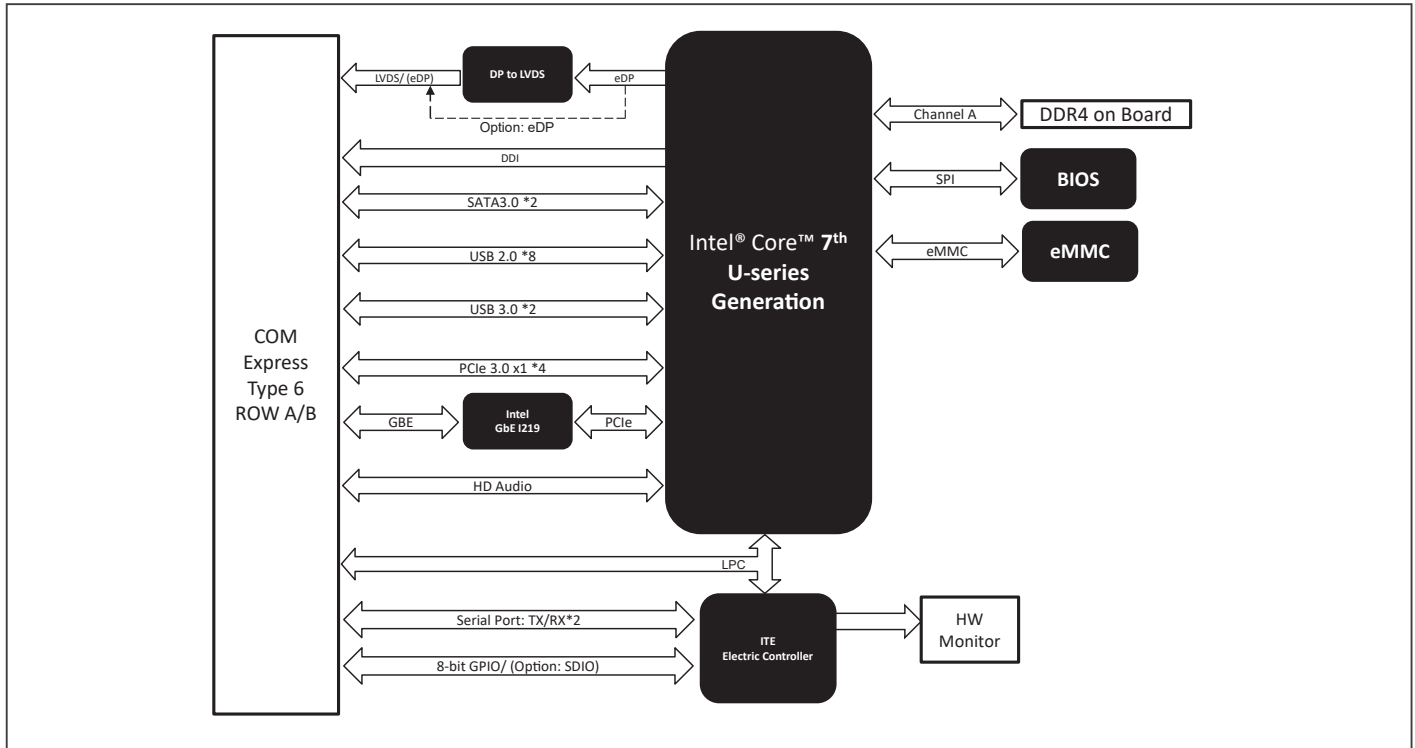 LVDS/ (eDP)
DP to LVDS
eDP
Option: eDP
DDI
SATA3.0 *2
USB 2.0 *8
USB 3.0 *2
PCIe 3.0 x1 *4
GBE
Intel
GbE I219
PCIe
HD Audio
LPC
Serial Port: TX/RX*2
8-bit GPIO/ (Option: SDIO)
COM
Express
Type 6
ROW A/B
Intel® Core™ 7th
U-series
Generation
Channel A
DDR4 on Board
SPI
BIOS
eMMC
eMMC
ITE
Electric Controller
HW
Monitor